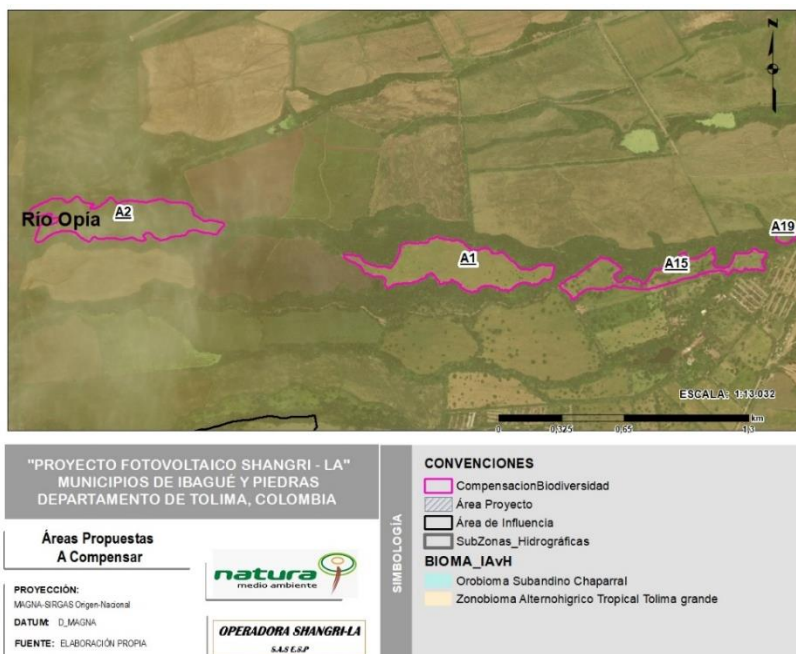 Z
Río Opía
A2
A1
A15
A19
ESCALA: 1:13.032
km
0 0,325 0,65 1,3
"PROYECTO FOTOVOLTAICO SHANGRI - LA"
MUNICIPIOS DE IBAGUÉ Y PIEDRAS
DEPARTAMENTO DE TOLIMA, COLOMBIA
Áreas Propuestas
A Compensar
PROYECCIÓN:
MAGNA-SIRGAS Origen-Nacional
DATUM: D_MAGNA
FUENTE: ELABORACIÓN PROPIA
natura
medio ambiente
OPERADORA SHANGRI-LA
S.A.S E.S.P
SIMBOLOGÍA
CONVENCIONES
CompensacionBiodiversidad
Área Proyecto
Área de Influencia
SubZonas_Hidrográficas
BIOMA_IAvH
Orobioma Subandino Chaparral
Zonobioma Alternohigrico Tropical Tolima grande